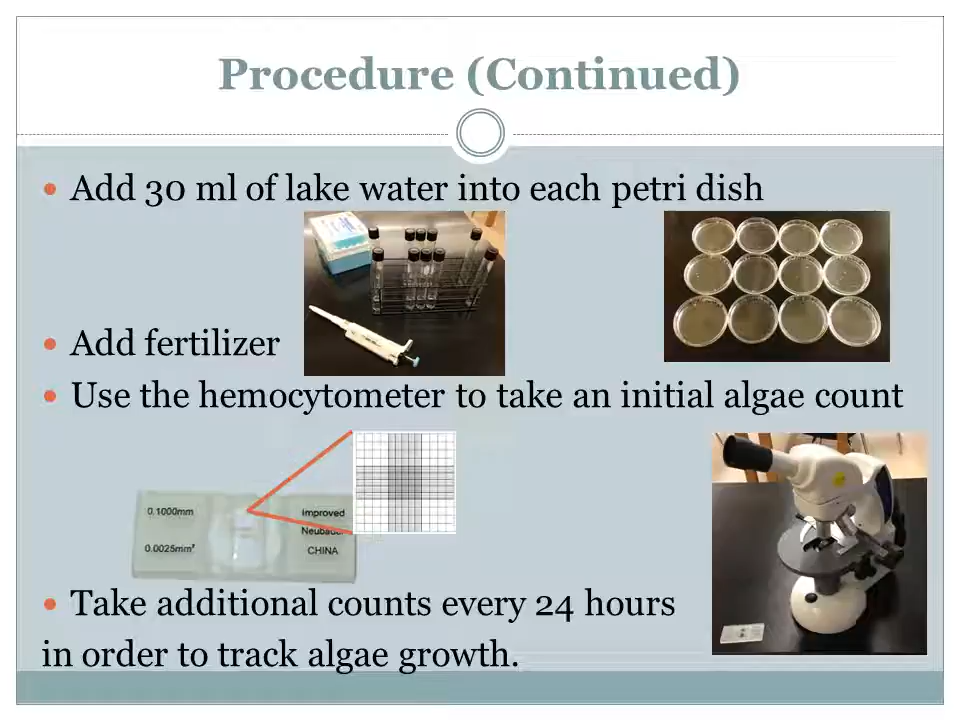 Procedure (Continued)
Add 30 ml of lake water into each petri dish
Add fertilizer
Use the hemocytometer to take an initial algae count
0.1000mm
0.0025mm²
Improved
Neubauer
CHINA
Take additional counts every 24 hours
in order to track algae growth.